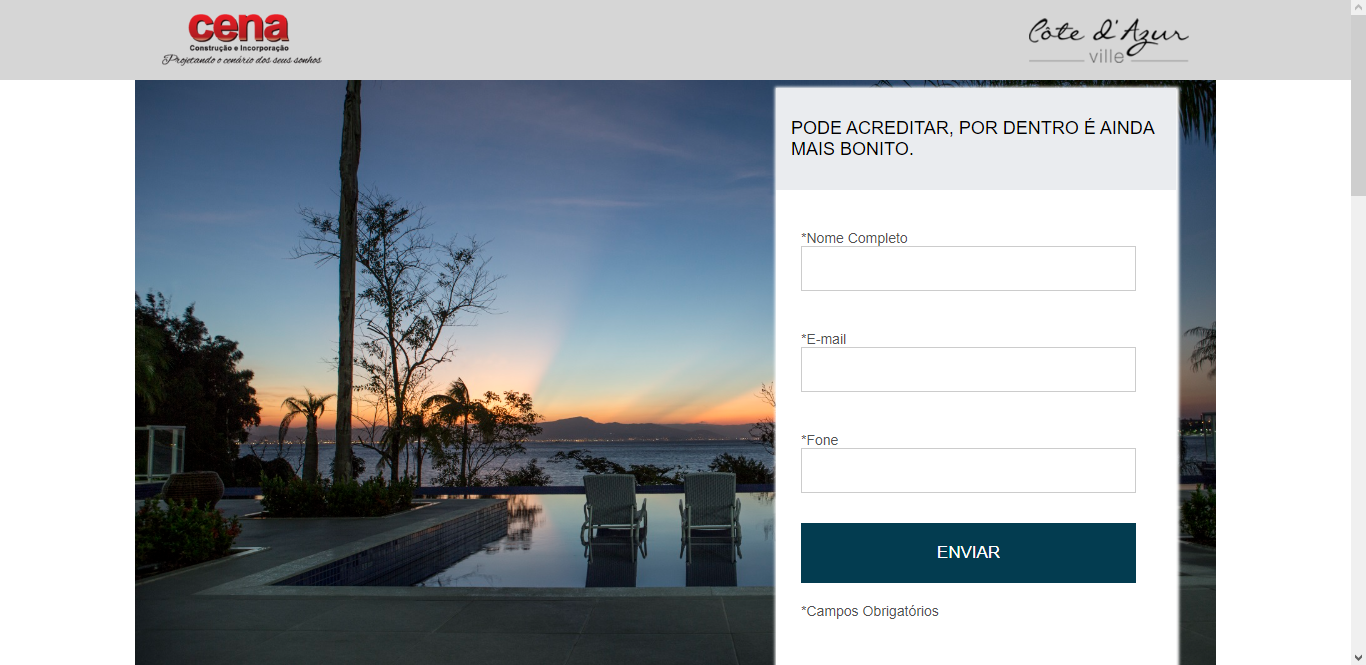 cena
Construção e Incorporação
Projetando o cenário dos seus sonhos
Côte d'Azur
ville
PODE ACREDITAR, POR DENTRO É AINDA
MAIS BONITO.
*Nome Completo
*E-mail
*Fone
ENVIAR
*Campos Obrigatórios